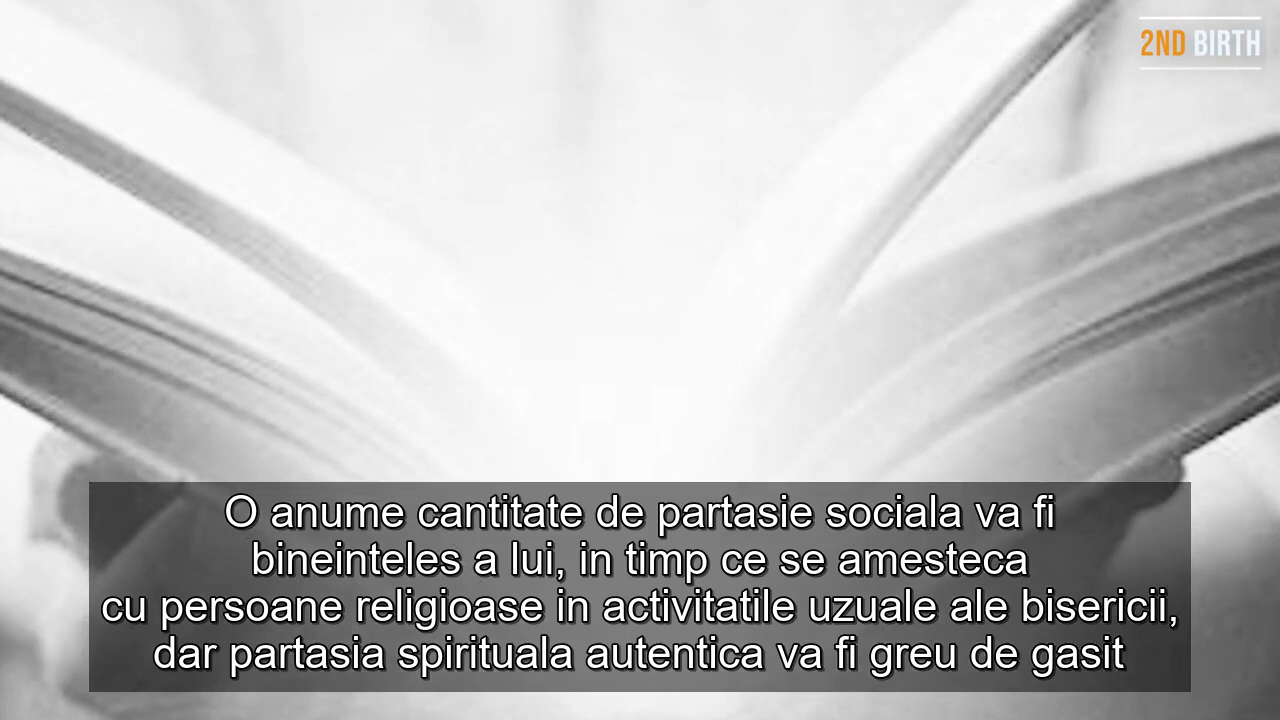 2ND BIRTH
O anume cantitate de partasie sociala va fi
bineinteles a lui, in timp ce se amesteca
cu persoane religioase in activitatile uzuale ale bisericii,
dar partasia spirituala autentica va fi greu de gasit